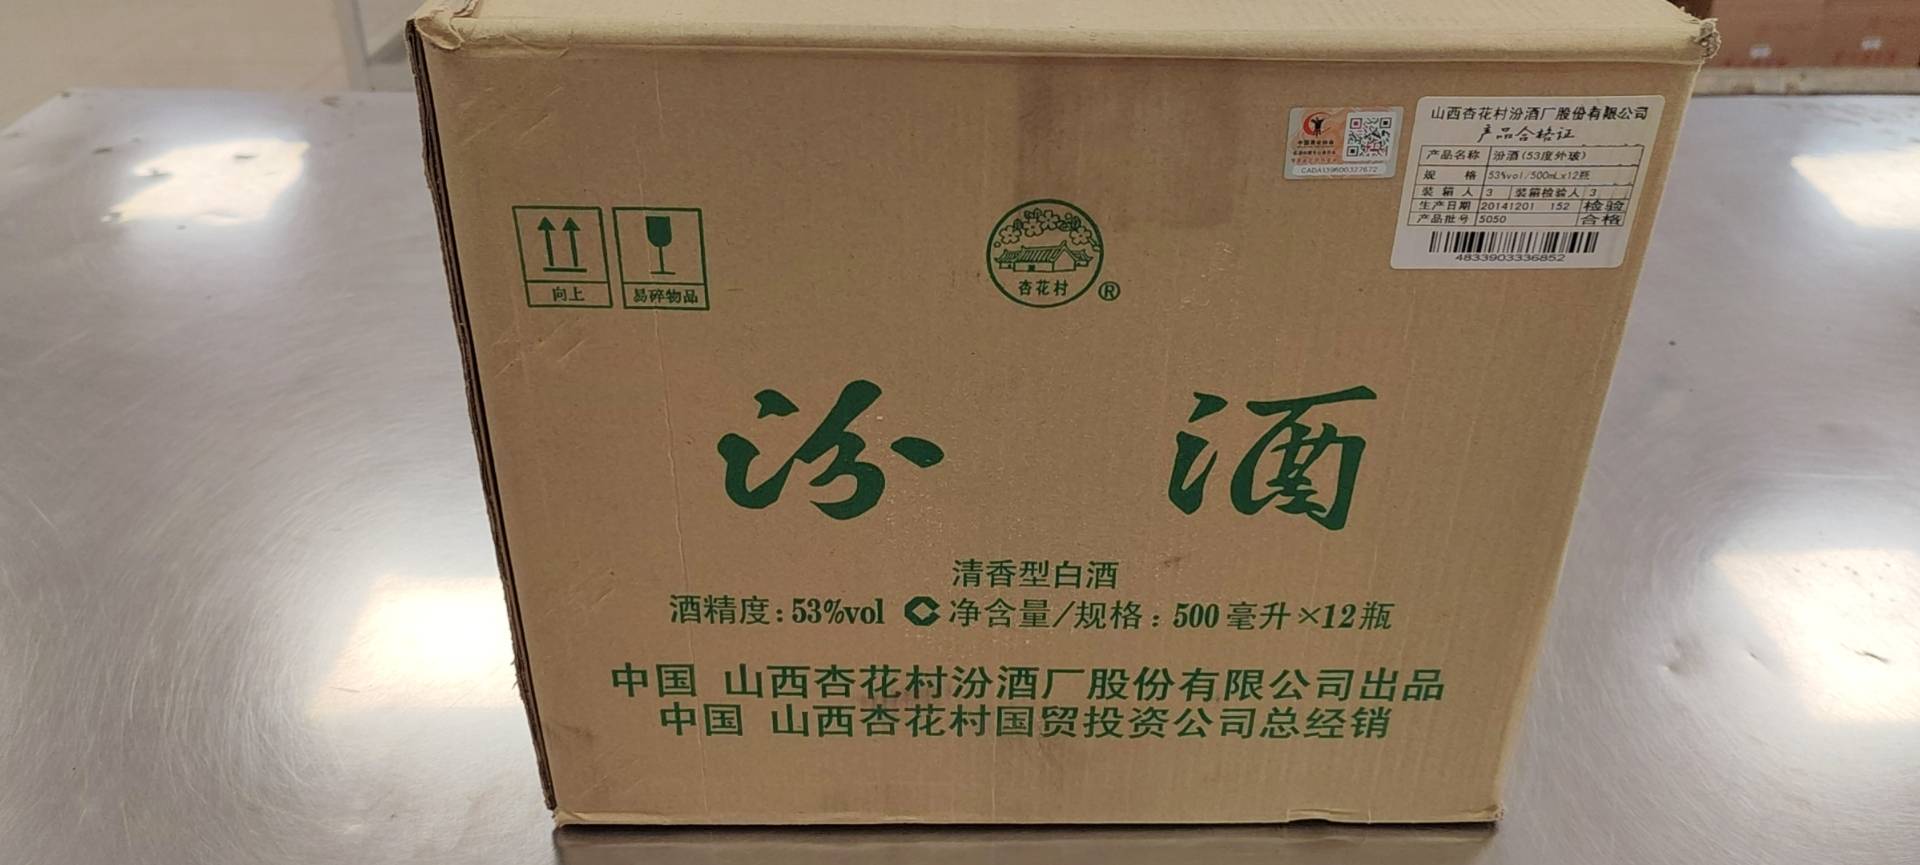 山西杏花村汾酒厂股份有限公司
产品合格证
产品名称 汾酒(53度外玻)
规 格 53%vol/500mLx12瓶
装箱人 3 装箱检验人 3
生产日期 20141201 152 检验
产品批号 5050 合格
4833903336852
CADA139600327672
向上
易碎物品
杏花村
®
汾 酒
清香型白酒
酒精度:53%vol 净含量/规格:500毫升×12瓶
中国 山西杏花村汾酒厂股份有限公司出品
中国 山西杏花村国贸投资公司总经销